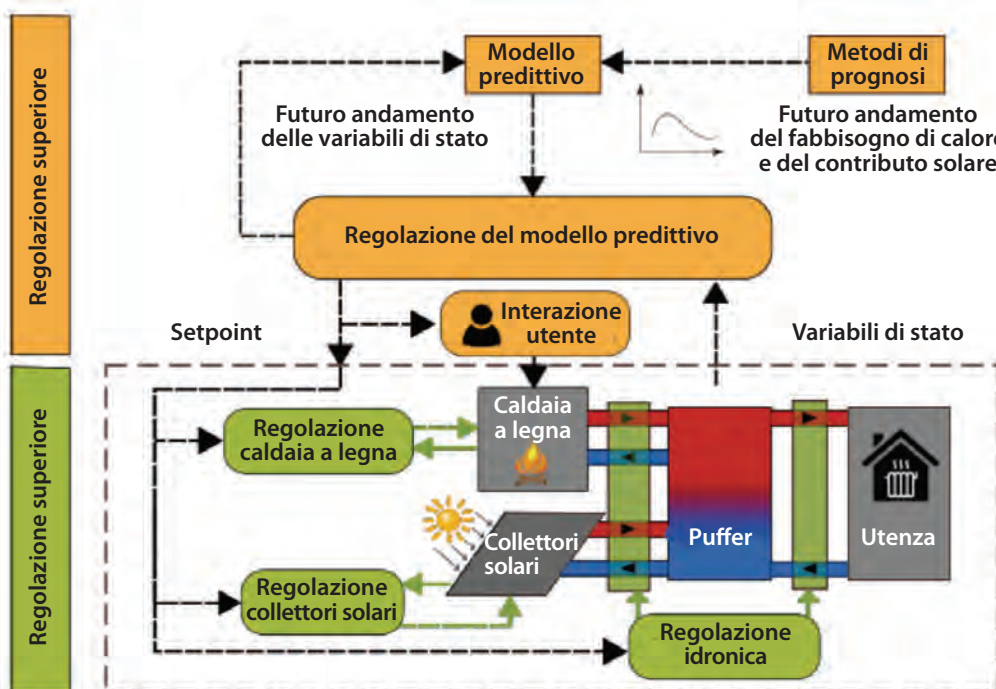 Regolazione superiore
Modello
predittivo
Metodi di
prognosi
Futuro andamento
delle variabili di stato
Futuro andamento
del fabbisogno di calore
e del contributo solare
Regolazione del modello predittivo
Setpoint
Interazione
utente
Variabili di stato
Regolazione superiore
Regolazione
caldaia a legna
Caldaia
a legna
Puffer
Utenza
Collettori
solari
Regolazione
collettori solari
Regolazione
idronica